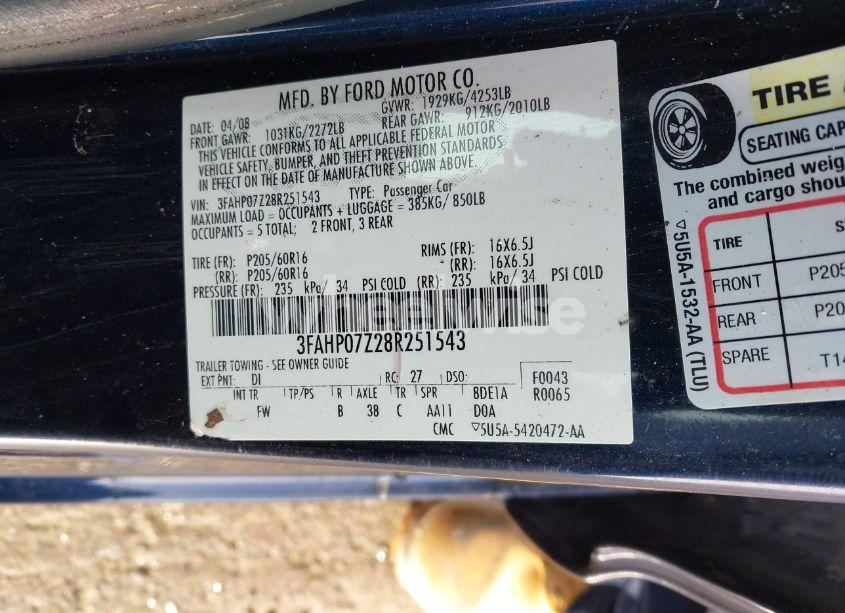 MFD. BY FORD MOTOR CO.
DATE: 04/08 GVWR: 1929KG/4253LB
FRONT GAWR: 1031KG/2272LB REAR GAWR: 912KG/2010LB
THIS VEHICLE CONFORMS TO ALL APPLICABLE FEDERAL MOTOR
VEHICLE SAFETY, BUMPER, AND THEFT PREVENTION STANDARDS
IN EFFECT ON THE DATE OF MANUFACTURE SHOWN ABOVE.
VIN: 3FAHP07Z28R251543 TYPE: Passenger Car
MAXIMUM LOAD = OCCUPANTS + LUGGAGE = 385KG/ 850LB
OCCUPANTS = 5 TOTAL; 2 FRONT, 3 REAR
TIRE (FR): P205/60R16 RIMS (FR): 16X6.5J
(RR): P205/60R16 (RR): 16X6.5J
PRESSURE (FR): 235 kPa/ 34 PSI COLD (RR): 235 kPa/ 34 PSI COLD
3FAHP07Z28R251543
TRAILER TOWING - SEE OWNER GUIDE
EXT PNT: DI RC: 27 DSO: F0043
INT TR TP/PS R AXLE TR SPR 8DE1A R0065
FW B 38 C AA11 D0A
CMC ▽5U5A-5420472-AA
TIRE
SEATING CAP
The combined weig
and cargo shou
TIRE S
FRONT P205
REAR P20
SPARE T14
▽5U5A-1532-AA (TLU)